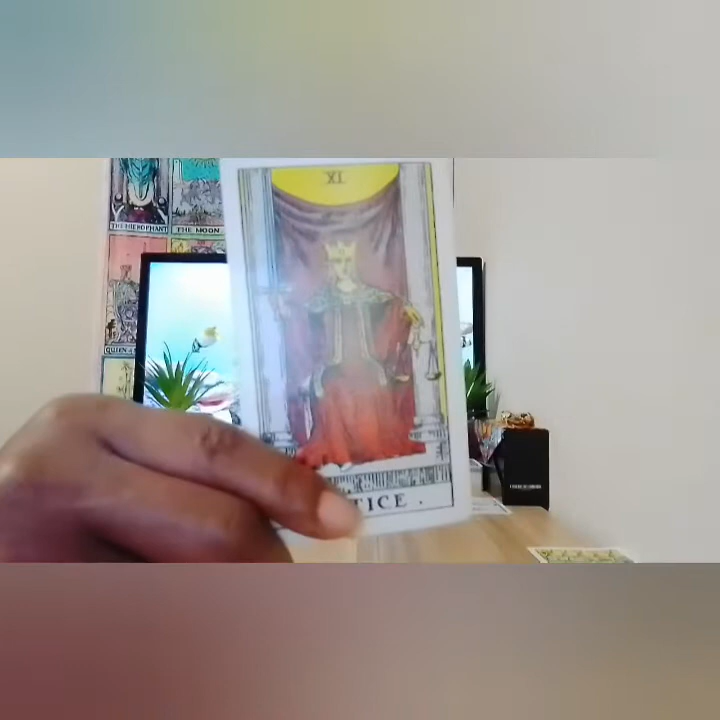 THE HIEROPHANT
THE MOON
QUEEN
XI
TICE.